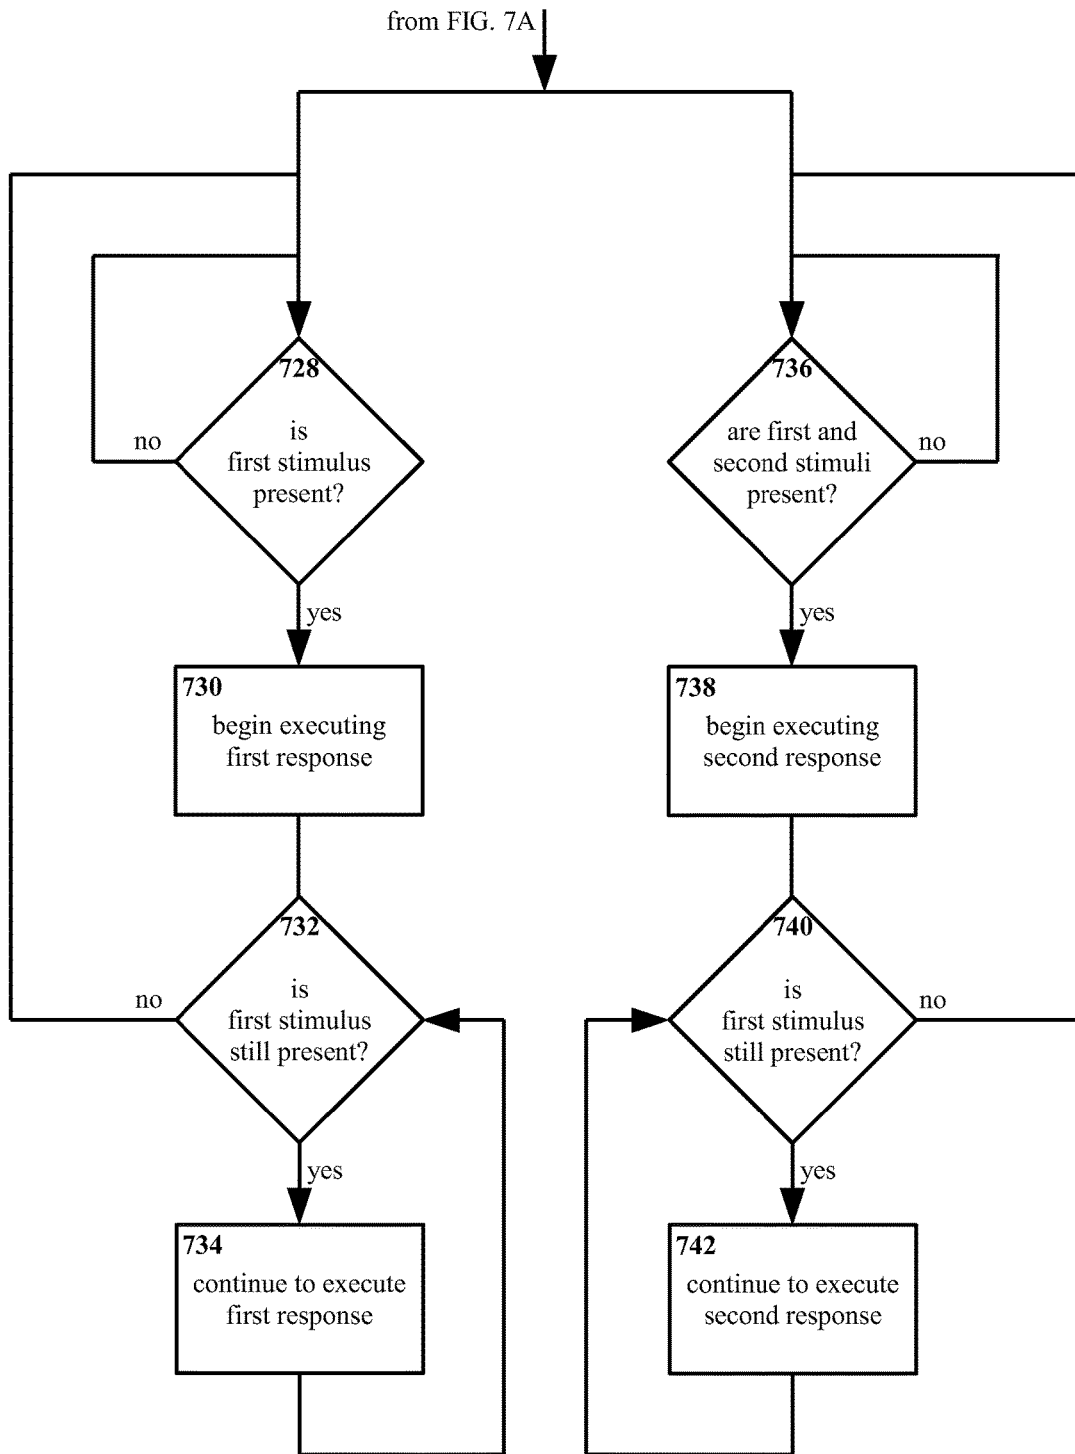 from FIG. 7A
728
is
first stimulus
present?
no
yes
730
begin executing
first response
732
is
first stimulus
still present?
no
yes
734
continue to execute
first response
736
are first and
second stimuli
present?
no
yes
738
begin executing
second response
740
is
first stimulus
still present?
no
yes
742
continue to execute
second response